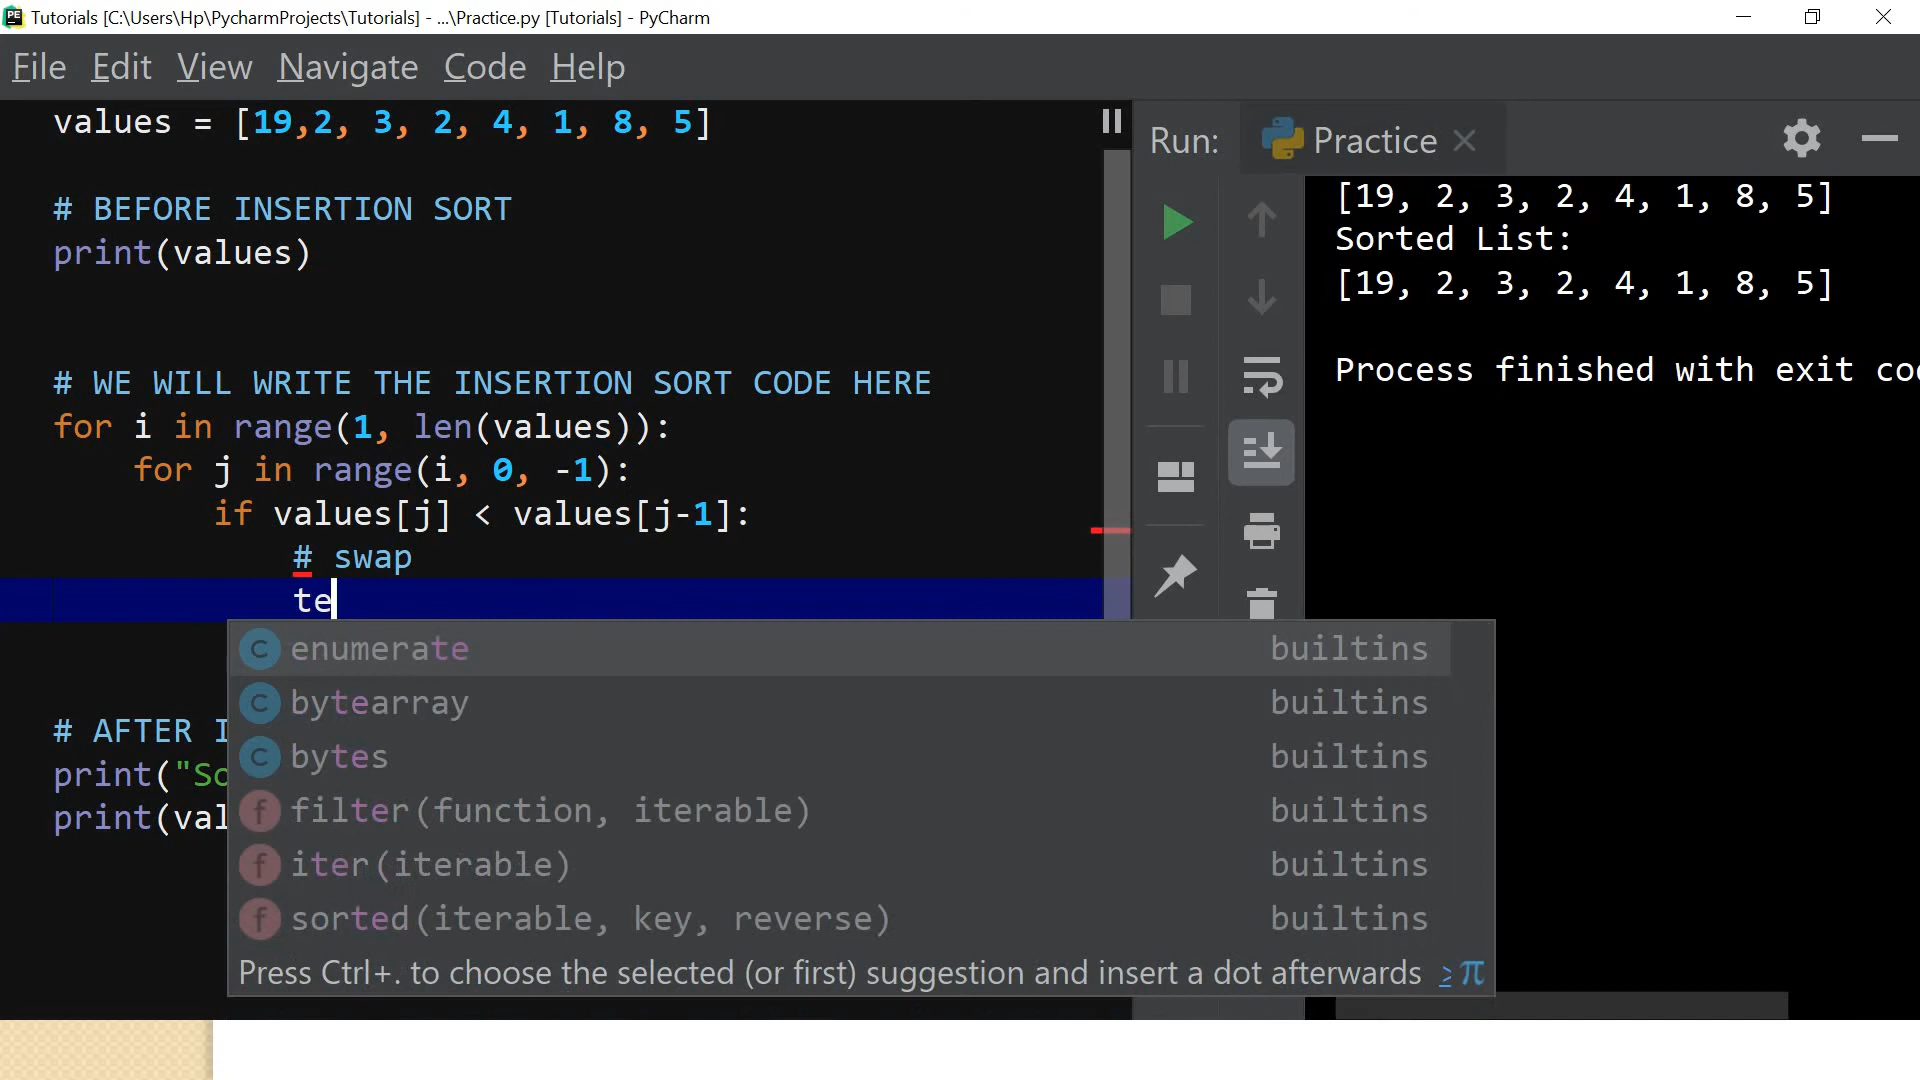 Tutorials [C:\Users\Hp\PycharmProjects\Tutorials] - ...\Practice.py [Tutorials] - PyCharm
File Edit View Navigate Code Help
values = [19,2, 3, 2, 4, 1, 8, 5]
# BEFORE INSERTION SORT
print(values)
# WE WILL WRITE THE INSERTION SORT CODE HERE
for i in range(1, len(values)):
    for j in range(i, 0, -1):
        if values[j] < values[j-1]:
            # swap
            te
enumerate builtins
bytearray builtins
bytes builtins
filter(function, iterable) builtins
iter(iterable) builtins
sorted(iterable, key, reverse) builtins
Press Ctrl+. to choose the selected (or first) suggestion and insert a dot afterwards ≥ π
# AFTER I
print("So
print(val
Run: Practice
[19, 2, 3, 2, 4, 1, 8, 5]
Sorted List:
[19, 2, 3, 2, 4, 1, 8, 5]
Process finished with exit co